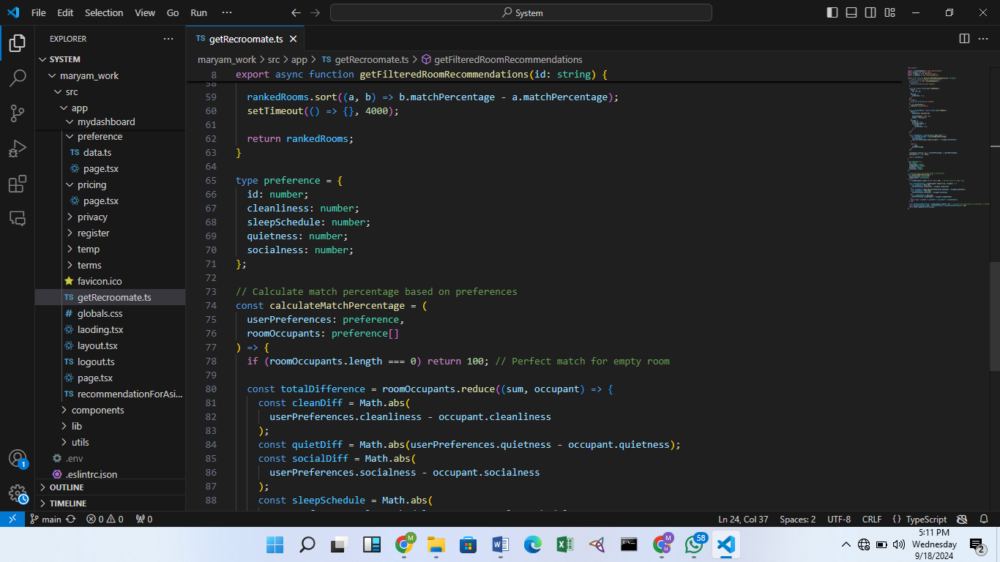 File Edit Selection View Go Run ··· System
EXPLORER ···
SYSTEM
maryam_work
src
app
mydashboard
preference
TS data.ts
page.tsx
pricing
page.tsx
privacy
register
temp
terms
favicon.ico
TS getRecroomate.ts
# globals.css
laoding.tsx
layout.tsx
TS logout.ts
page.tsx
TS recommendationForAsi...
components
lib
utils
.env
.eslintrc.json
OUTLINE
TIMELINE
TS getRecroomate.ts
maryam_work > src > app > TS getRecroomate.ts > getFilteredRoomRecommendations
8 export async function getFilteredRoomRecommendations(id: string) {
58
59 rankedRooms.sort((a, b) => b.matchPercentage - a.matchPercentage);
60 setTimeout(() => {}, 4000);
61
62 return rankedRooms;
63 }
64
65 type preference = {
66 id: number;
67 cleanliness: number;
68 sleepSchedule: number;
69 quietness: number;
70 socialness: number;
71 };
72
73 // Calculate match percentage based on preferences
74 const calculateMatchPercentage = (
75 userPreferences: preference,
76 roomOccupants: preference[]
77 ) => {
78 if (roomOccupants.length === 0) return 100; // Perfect match for empty room
79
80 const totalDifference = roomOccupants.reduce((sum, occupant) => {
81 const cleanDiff = Math.abs(
82 userPreferences.cleanliness - occupant.cleanliness
83 );
84 const quietDiff = Math.abs(userPreferences.quietness - occupant.quietness);
85 const socialDiff = Math.abs(
86 userPreferences.socialness - occupant.socialness
87 );
88 const sleepSchedule = Math.abs(
1
main 0 0 0 Ln 24, Col 37 Spaces: 2 UTF-8 CRLF {} TypeScript
M M 58
5:11 PM
Wednesday
9/18/2024
2